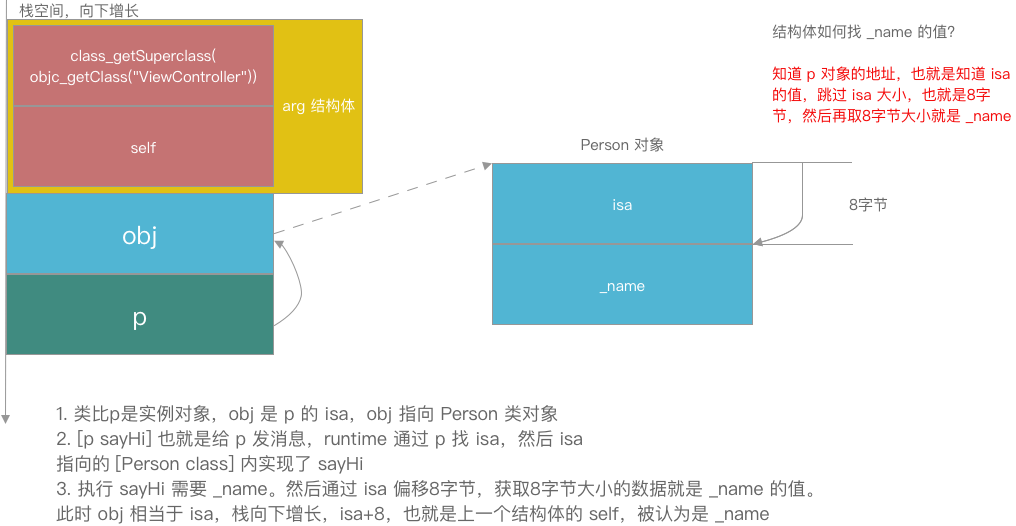 栈空间，向下增长
class_getSuperclass(
objc_getClass("ViewController"))
arg 结构体
self
obj
p
结构体如何找 _name 的值？
知道 p 对象的地址，也就是知道 isa
的值，跳过 isa 大小，也就是8字
节，然后再取8字节大小就是 _name
Person 对象
isa
8字节
_name
1. 类比p是实例对象，obj 是 p 的 isa，obj 指向 Person 类对象
2. [p sayHi] 也就是给 p 发消息，runtime 通过 p 找 isa，然后 isa
指向的 [Person class] 内实现了 sayHi
3. 执行 sayHi 需要 _name。然后通过 isa 偏移8字节，获取8字节大小的数据就是 _name 的值。
此时 obj 相当于 isa，栈向下增长，isa+8，也就是上一个结构体的 self，被认为是 _name